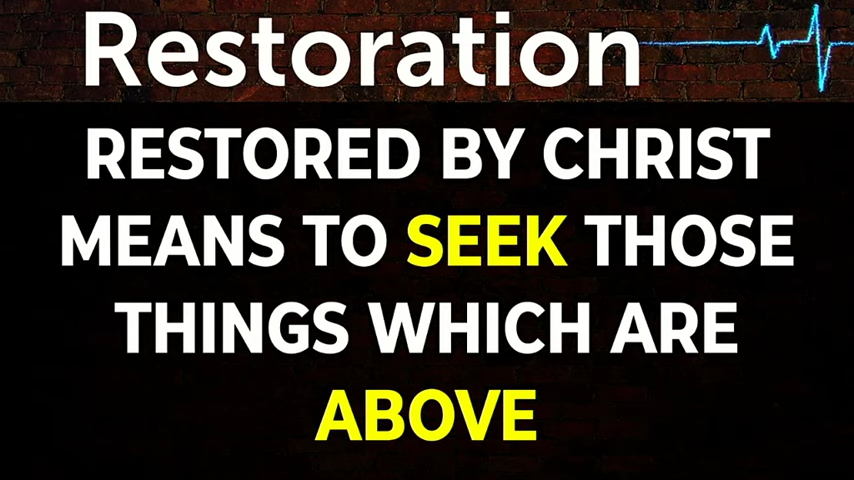 Restoration
RESTORED BY CHRIST
MEANS TO SEEK THOSE
THINGS WHICH ARE
ABOVE